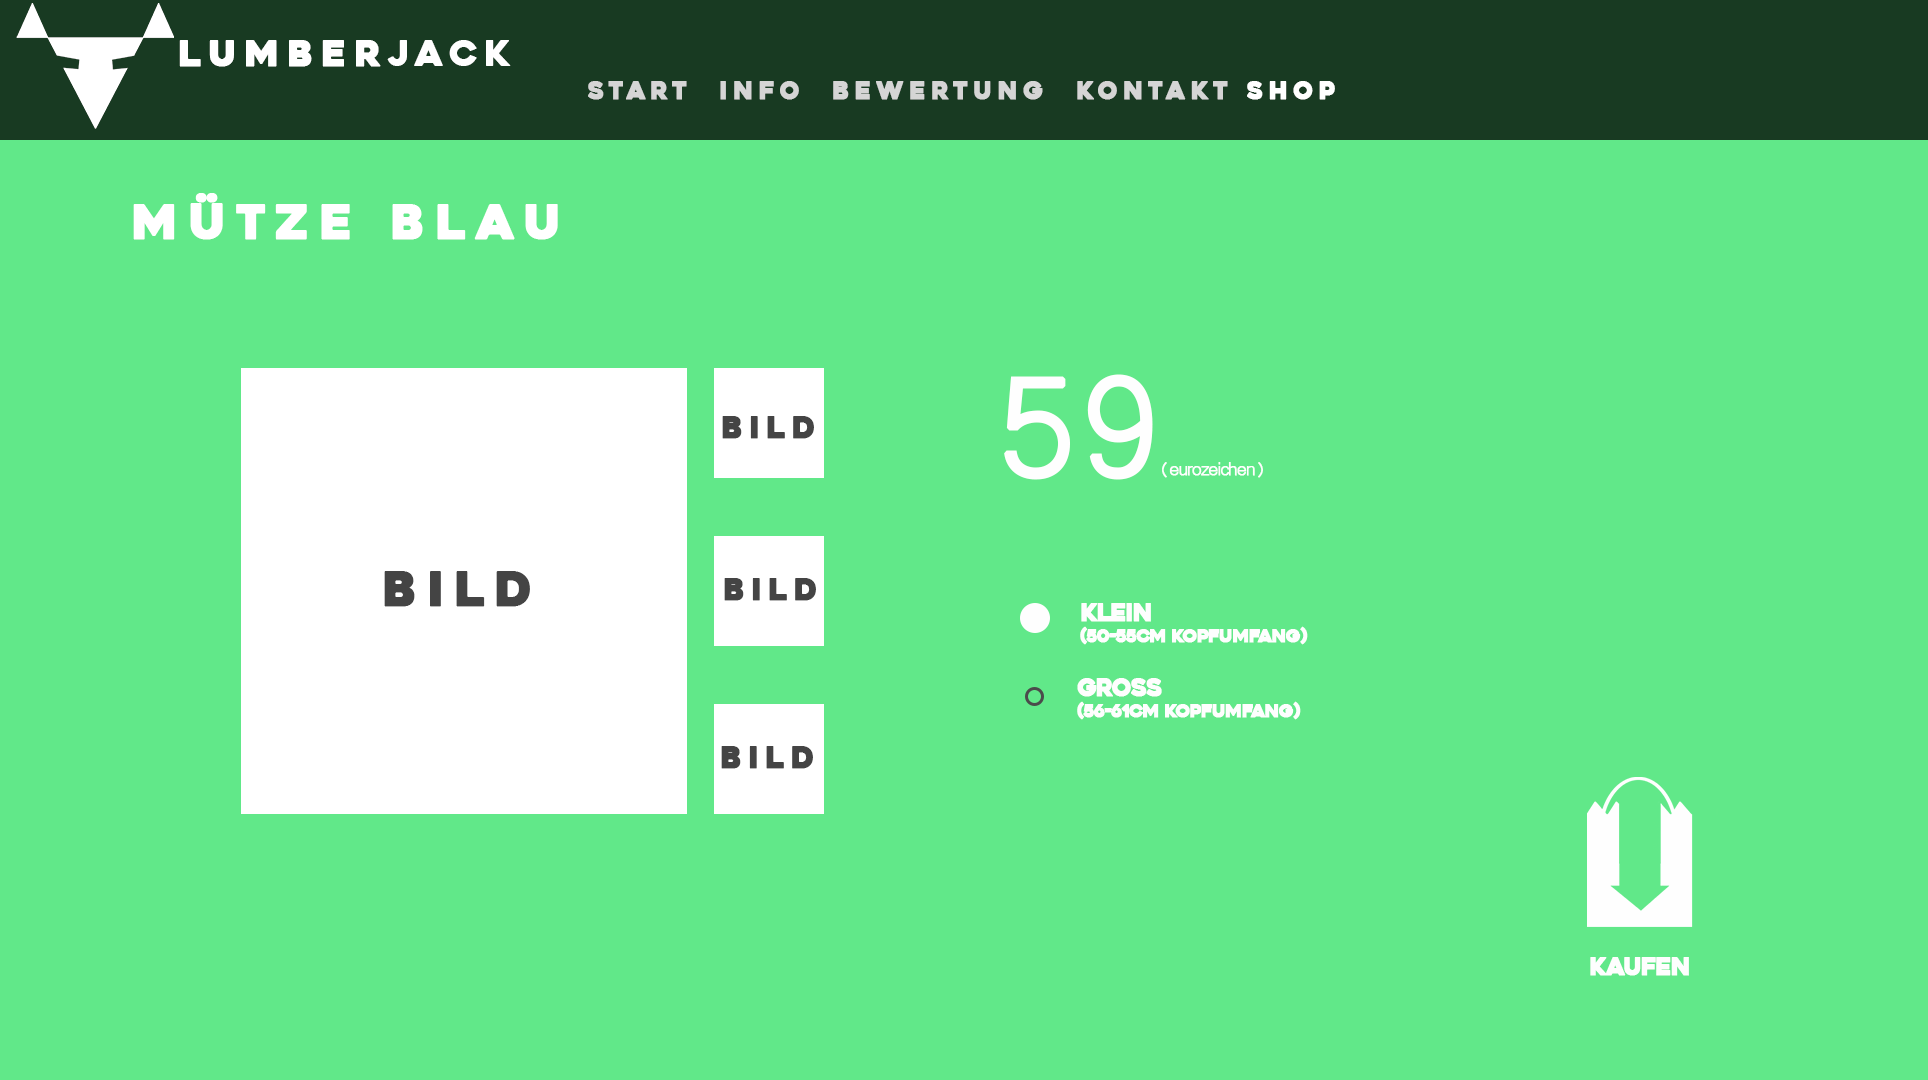 LUMBERJACK
START INFO BEWERTUNG KONTAKT SHOP
MÜTZE BLAU
BILD
BILD
BILD
BILD
59 (eurozeichen)
KLEIN
(50-55CM KOPFUMFANG)
GROSS
(56-61CM KOPFUMFANG)
KAUFEN